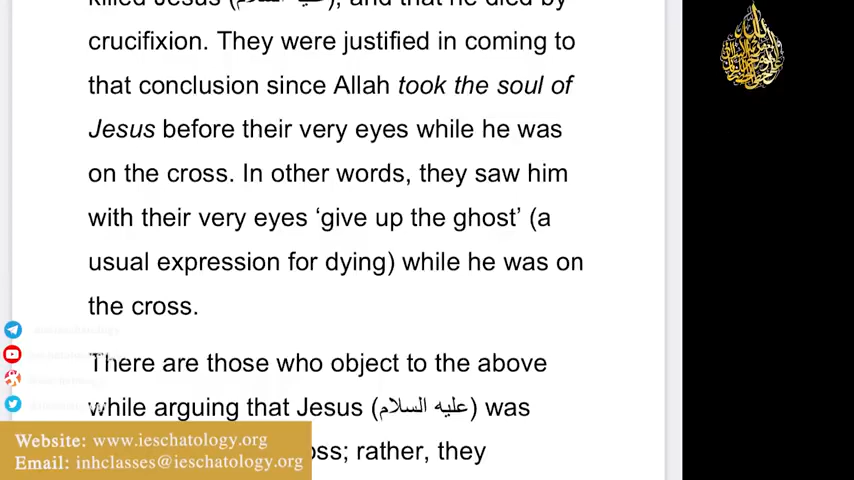 killed Jesus (عليه السلام), and that he died by
crucifixion. They were justified in coming to
that conclusion since Allah took the soul of
Jesus before their very eyes while he was
on the cross. In other words, they saw him
with their very eyes ‘give up the ghost’ (a
usual expression for dying) while he was on
the cross.
There are those who object to the above
while arguing that Jesus (عليه السلام) was
oss; rather, they
Website: www.ieschatology.org
Email: inhclasses@ieschatology.org